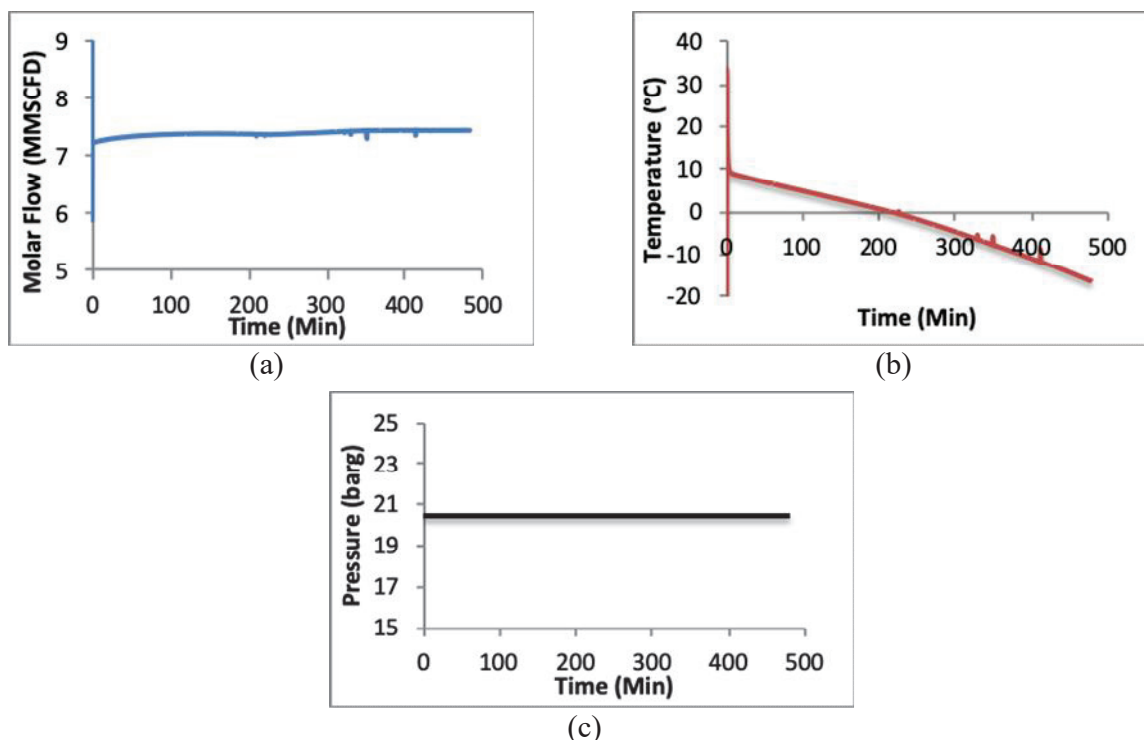 9
8
7
6
5
Molar Flow (MMSCFD)
0 100 200 300 400 500
Time (Min)
(a)
40
30
20
10
0
-10
-20
Temperature (°C)
0 100 200 300 400 500
Time (Min)
(b)
25
23
21
19
17
15
Pressure (barg)
0 100 200 300 400 500
Time (Min)
(c)